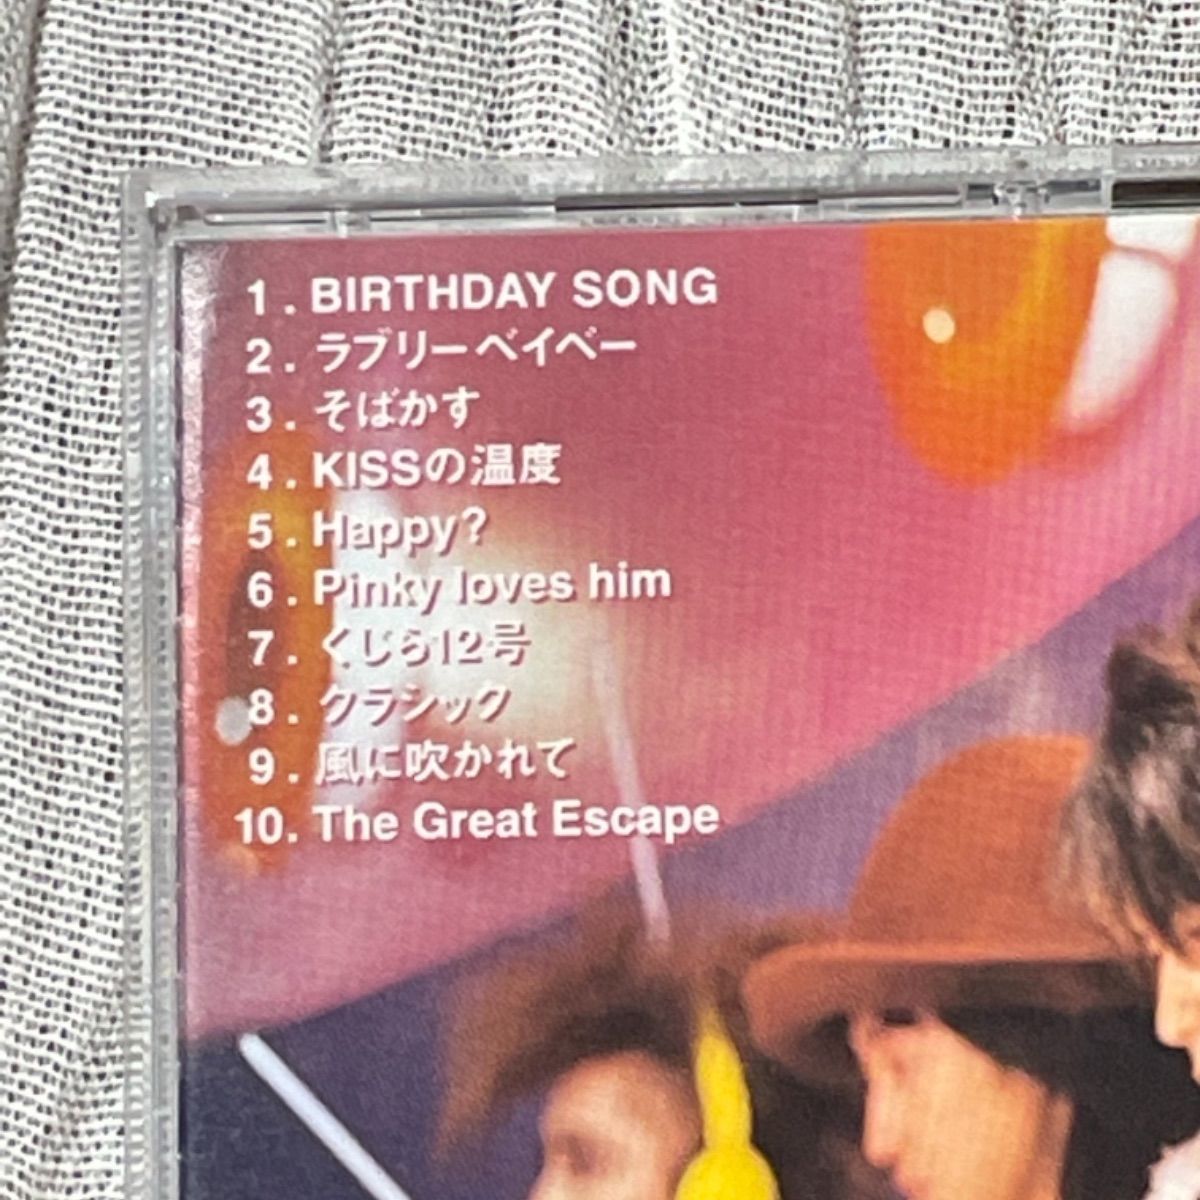 1. BIRTHDAY SONG
2. ラブリーベイベー
3. そばかす
4. KISSの温度
5. Happy?
6. Pinky loves him
7. くじら12号
8. クラシック
9. 風に吹かれて
10. The Great Escape